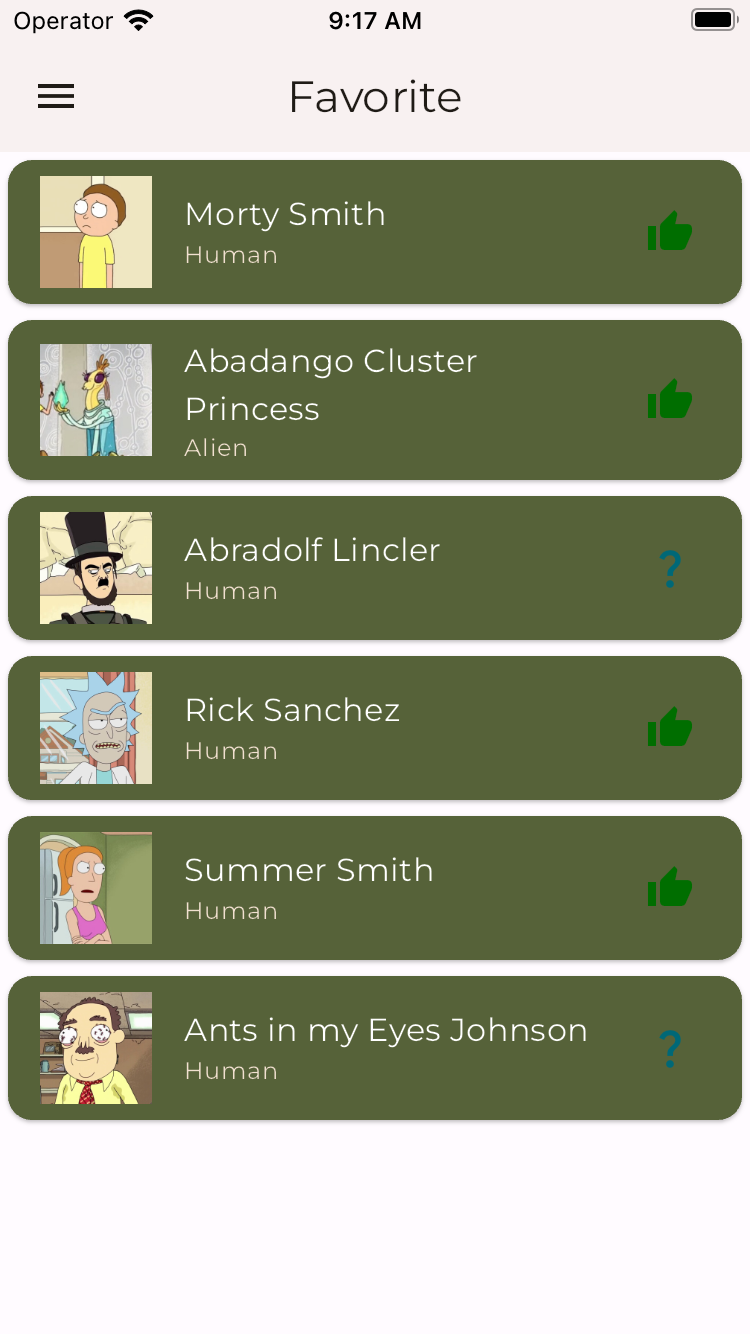 Operator 9:17 AM
Favorite
Morty Smith
Human
Abadango Cluster
Princess
Alien
Abradolf Lincler
Human
?
Rick Sanchez
Human
Summer Smith
Human
Ants in my Eyes Johnson
Human
?